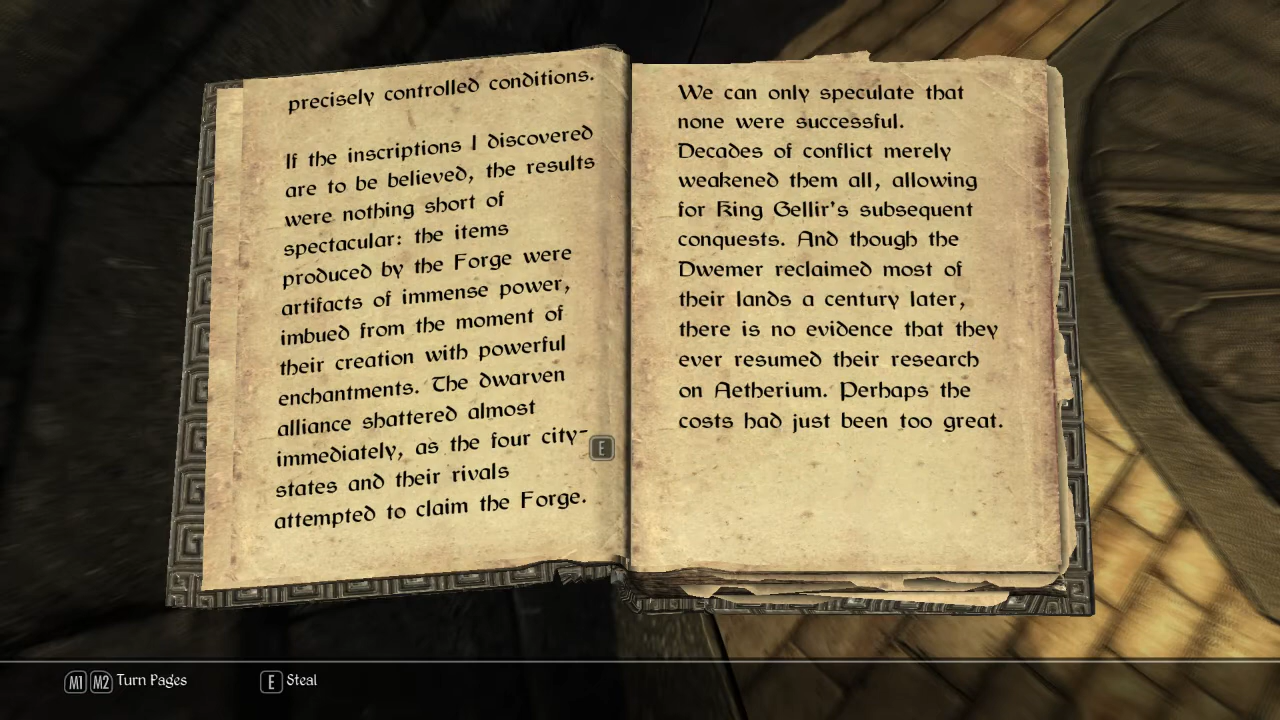 precisely controlled conditions.
If the inscriptions I discovered
are to be believed, the results
were nothing short of
spectacular: the items
produced by the Forge were
artifacts of immense power,
imbued from the moment of
their creation with powerful
enchantments. The dwarven
alliance shattered almost
immediately, as the four city-
states and their rivals
attempted to claim the Forge.
We can only speculate that
none were successful.
Decades of conflict merely
weakened them all, allowing
for King Gellir's subsequent
conquests. And though the
Dwemer reclaimed most of
their lands a century later,
there is no evidence that they
ever resumed their research
on Aetherium. Perhaps the
costs had just been too great.
E
M1 M2 Turn Pages
E Steal